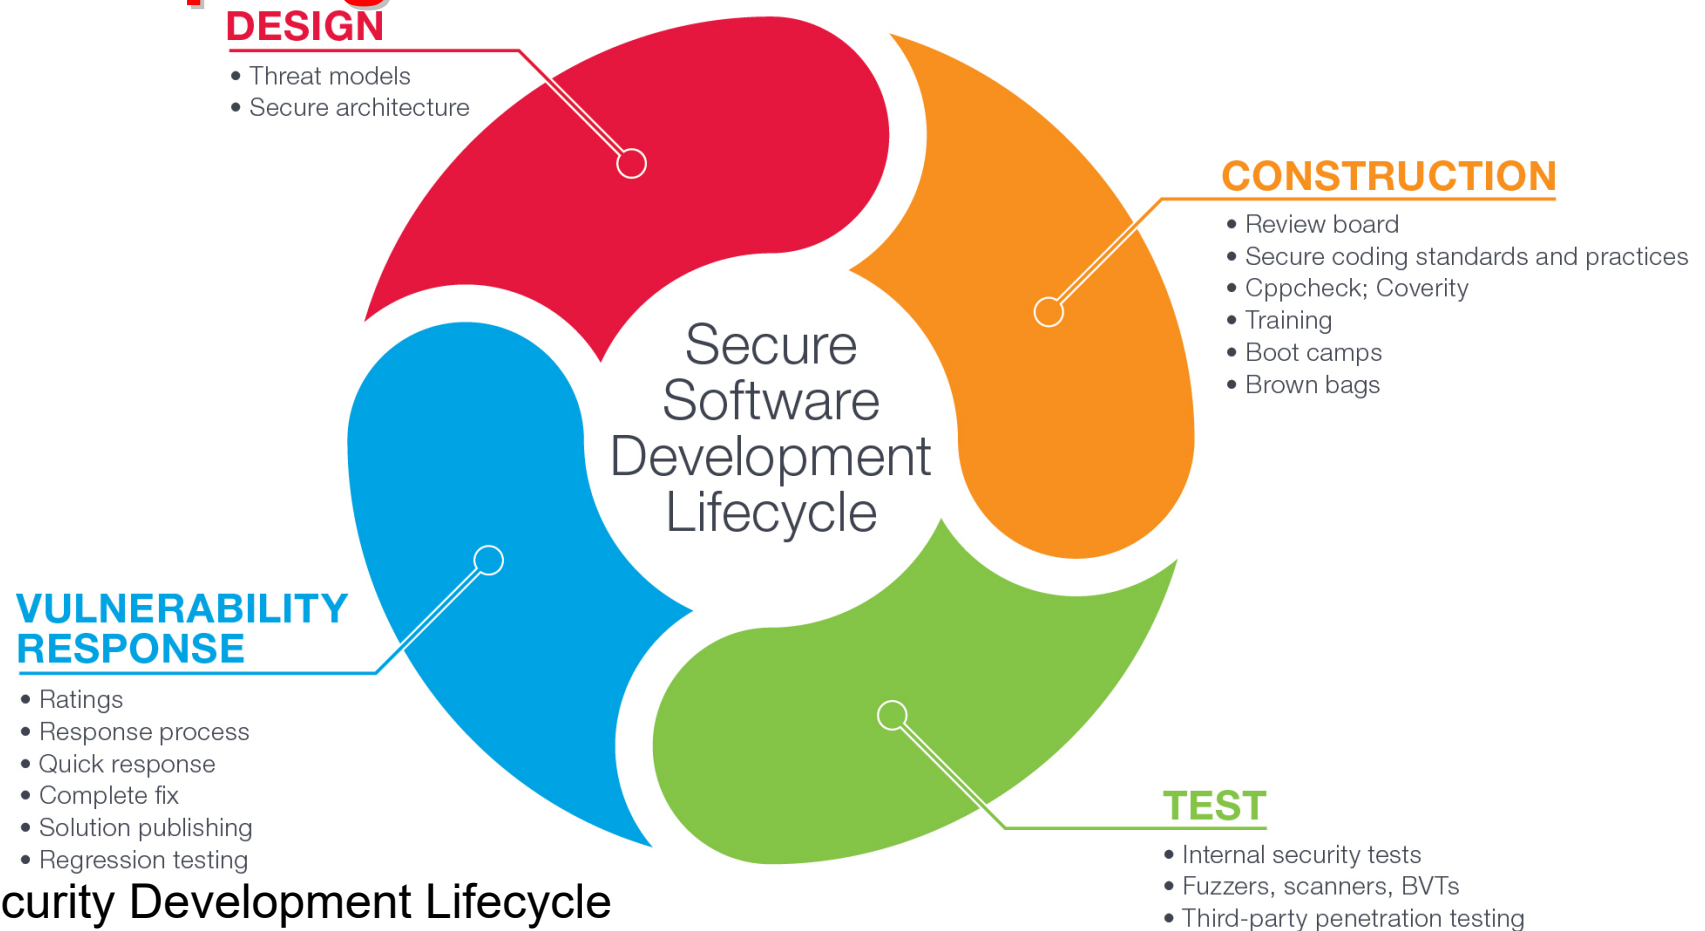 DESIGN
• Threat models
• Secure architecture
CONSTRUCTION
• Review board
• Secure coding standards and practices
• Cppcheck; Coverity
• Training
• Boot camps
• Brown bags
Secure
Software
Development
Lifecycle
VULNERABILITY
RESPONSE
• Ratings
• Response process
• Quick response
• Complete fix
• Solution publishing
• Regression testing
TEST
• Internal security tests
• Fuzzers, scanners, BVTs
• Third-party penetration testing
curity Development Lifecycle